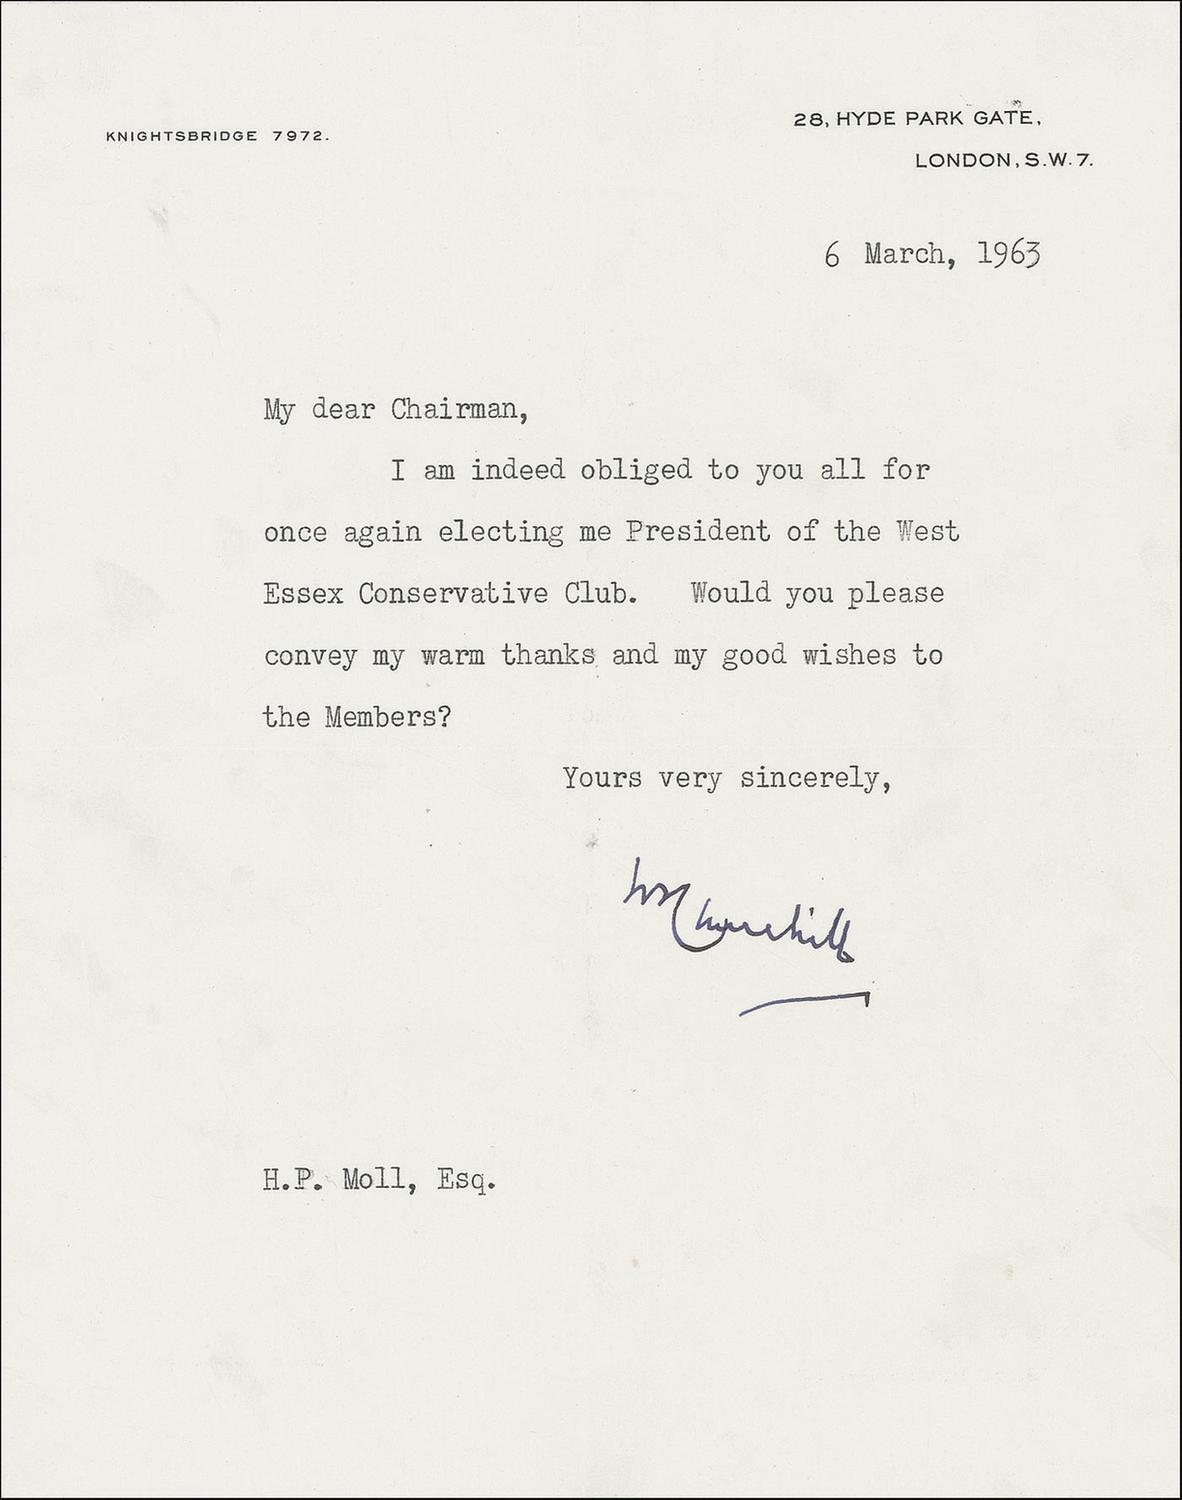 KNIGHTSBRIDGE 7972.
28, HYDE PARK GATE,
LONDON, S.W.7.
6 March, 1963
My dear Chairman,
I am indeed obliged to you all for
once again electing me President of the West
Essex Conservative Club. Would you please
convey my warm thanks and my good wishes to
the Members?
Yours very sincerely,
W S Churchill
H.P. Moll, Esq.